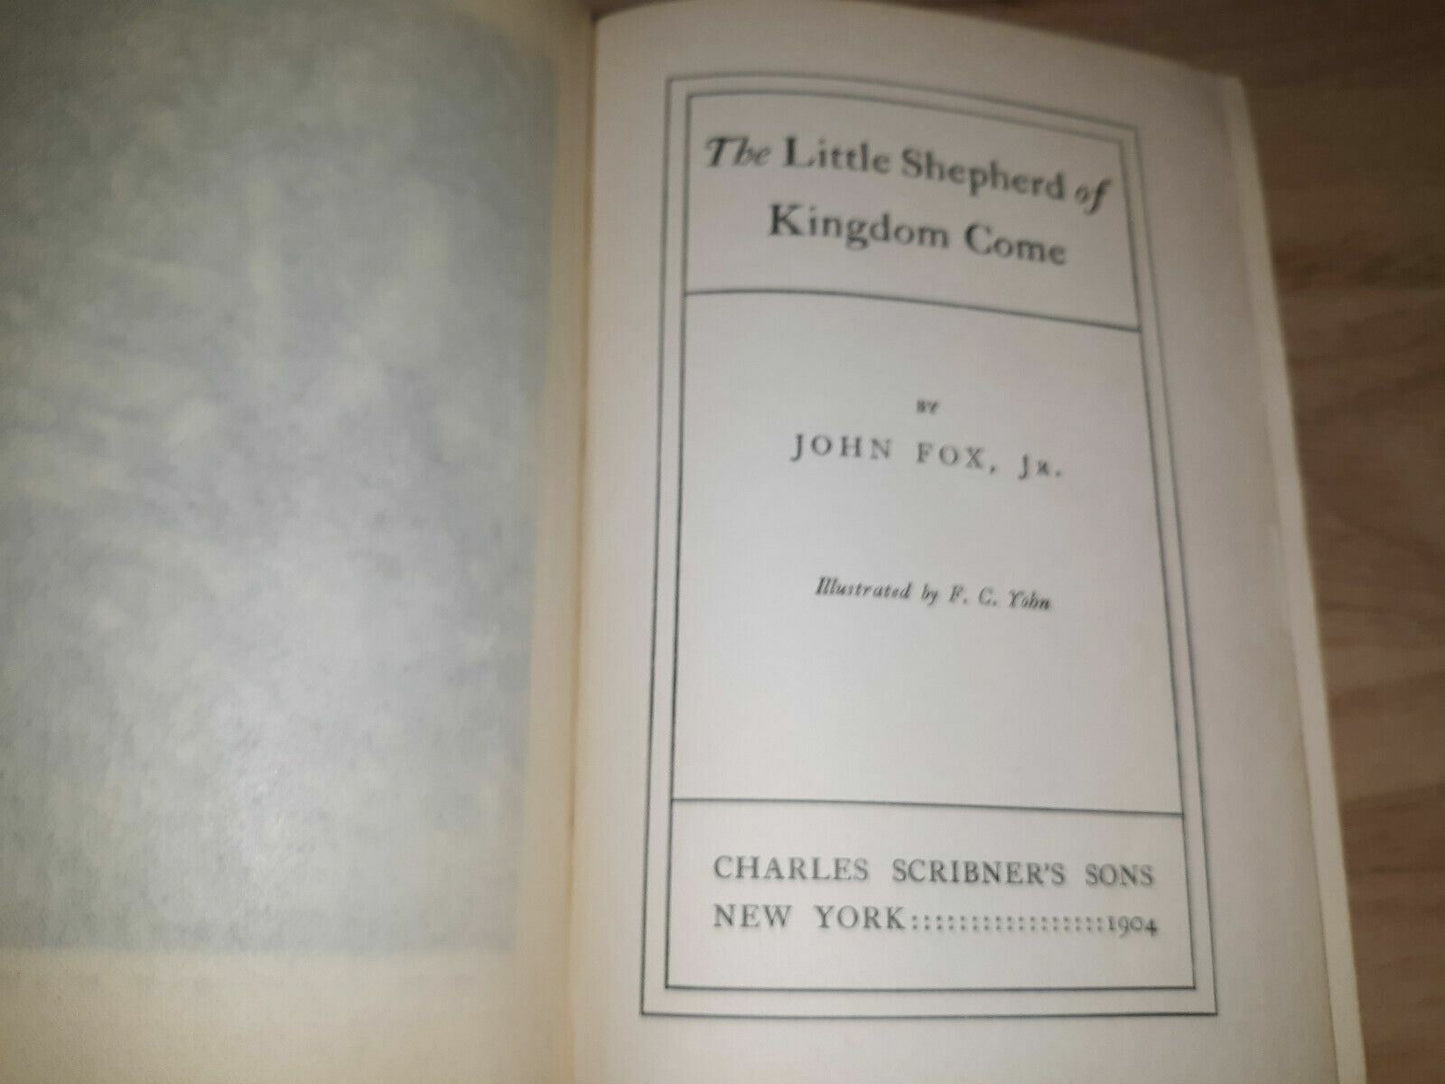 The Little Shepherd of
Kingdom Come
BY
JOHN FOX, JR.
Illustrated by F. C. Yohn
CHARLES SCRIBNER'S SONS
NEW YORK::::::::::::::::::1904